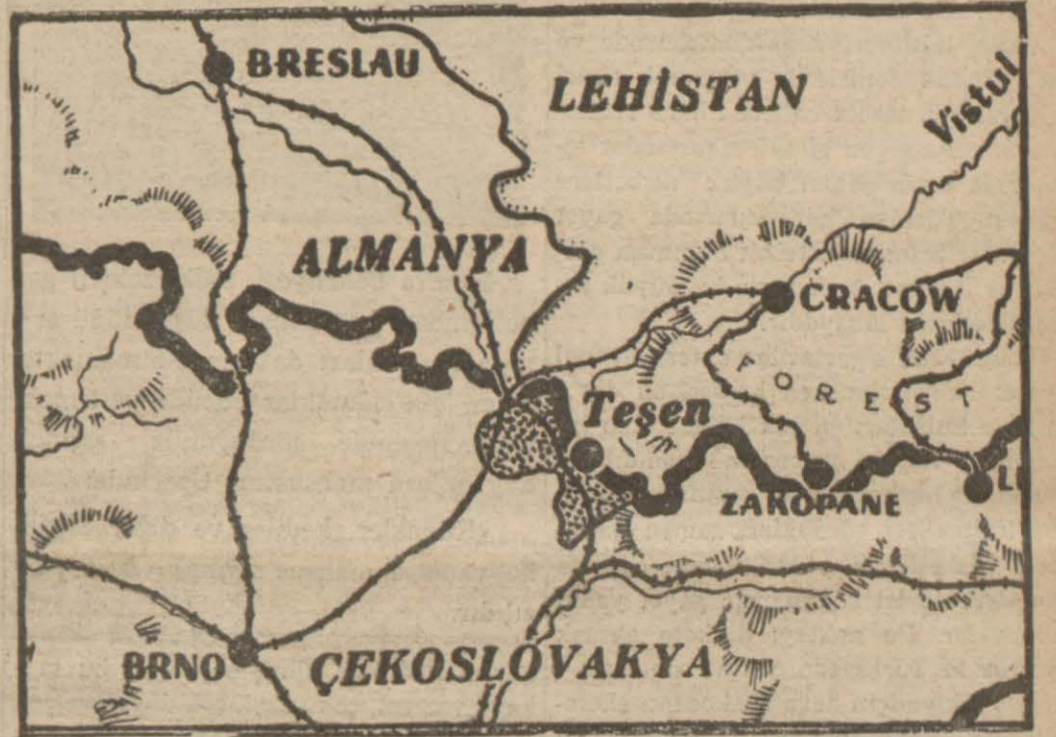 BRESLAU
LEHİSTAN
Vistul
ALMANYA
CRACOW
FOREST
Teşen
ZAKOPANE
BRNO
ÇEKOSLOVAKYA